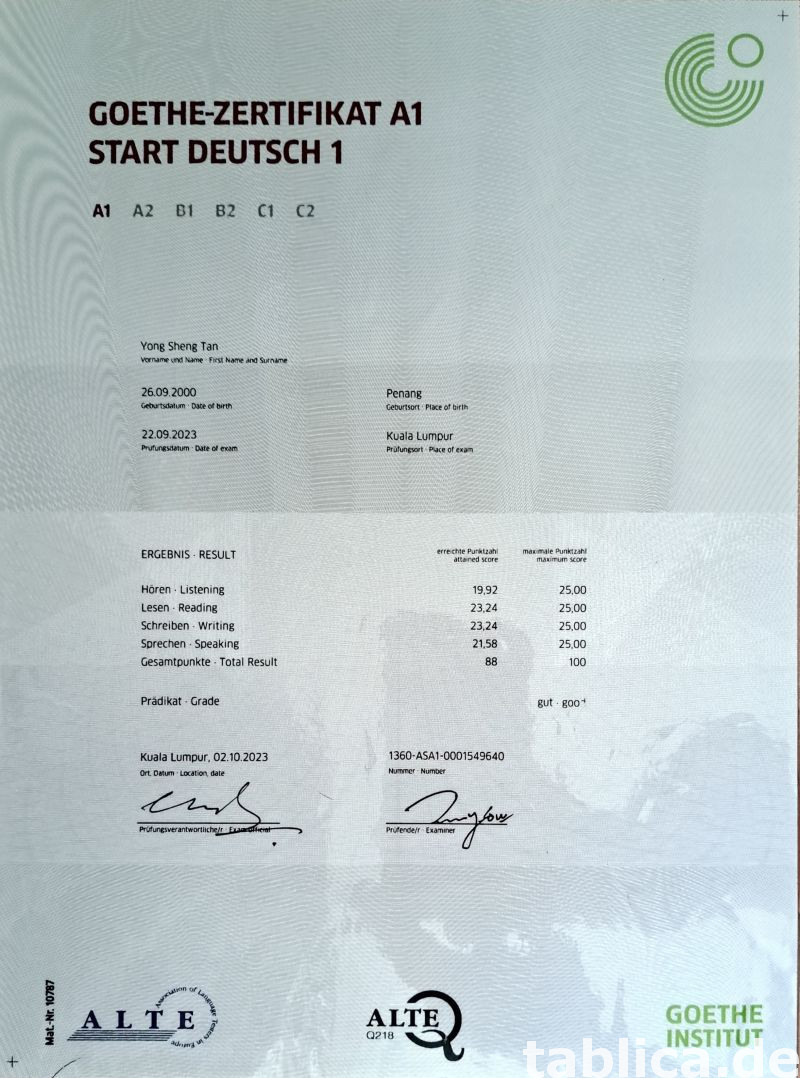 GOETHE-ZERTIFIKAT A1
START DEUTSCH 1
A1 A2 B1 B2 C1 C2
Yong Sheng Tan
Vorname und Name · First Name and Surname
26.09.2000 Penang
Geburtsdatum · Date of birth Geburtsort · Place of birth
22.09.2023 Kuala Lumpur
Prüfungsdatum · Date of exam Prüfungsort · Place of exam
ERGEBNIS · RESULT
erreichte Punktzahl maximale Punktzahl
attained score maximum score
Hören · Listening 19,92 25,00
Lesen · Reading 23,24 25,00
Schreiben · Writing 23,24 25,00
Sprechen · Speaking 21,58 25,00
Gesamtpunkte · Total Result 88 100
Prädikat · Grade gut · good
Kuala Lumpur, 02.10.2023 1360-ASA1-0001549640
Ort, Datum · Location, date Nummer · Number
Prüfungsverantwortliche/r · Exam official Prüfende/r · Examiner
Mat.-Nr. 10787
ALTE
Association of Language Testers in Europe
ALTE
Q218
GOETHE
INSTITUT
tablica.de